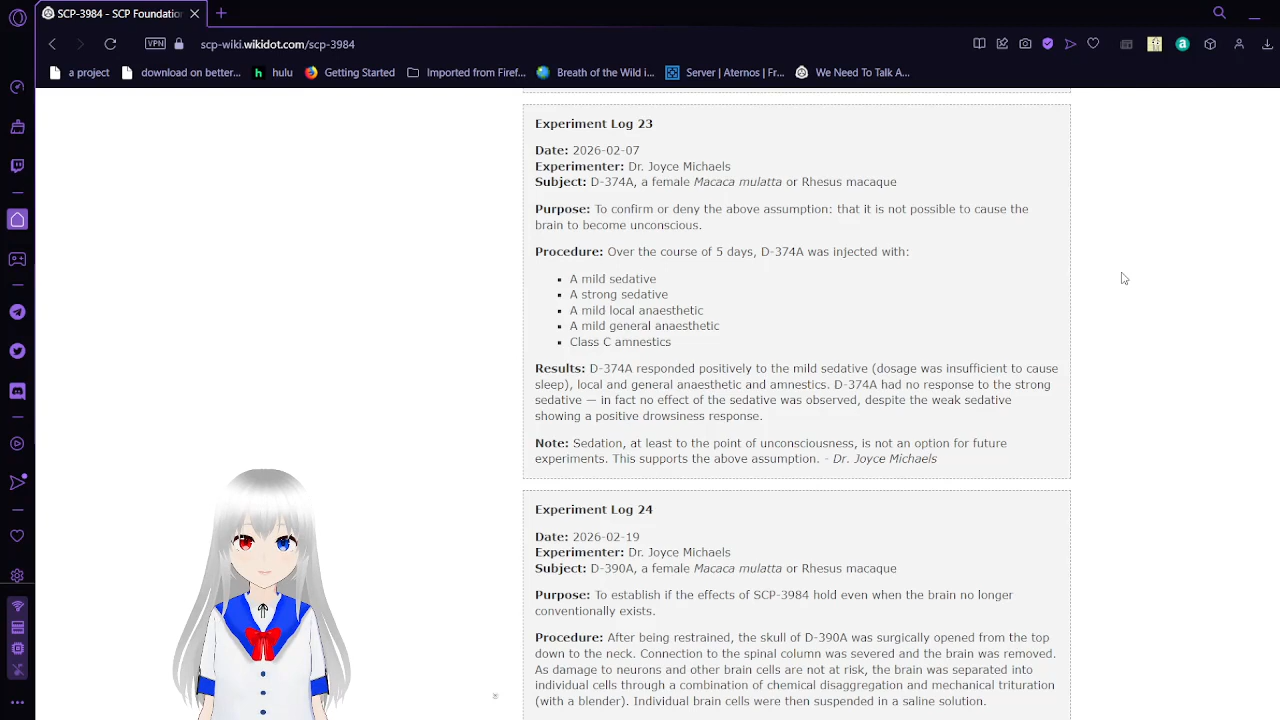 SCP-3984 - SCP Foundation
VPN
scp-wiki.wikidot.com/scp-3984
a project
download on better...
h
hulu
Getting Started
Imported from Firef...
Breath of the Wild i...
Server | Aternos | Fr...
We Need To Talk A...
a
Experiment Log 23
Date: 2026-02-07
Experimenter: Dr. Joyce Michaels
Subject: D-374A, a female Macaca mulatta or Rhesus macaque
Purpose: To confirm or deny the above assumption: that it is not possible to cause the
brain to become unconscious.
Procedure: Over the course of 5 days, D-374A was injected with:
A mild sedative
A strong sedative
A mild local anaesthetic
A mild general anaesthetic
Class C amnestics
Results: D-374A responded positively to the mild sedative (dosage was insufficient to cause
sleep), local and general anaesthetic and amnestics. D-374A had no response to the strong
sedative — in fact no effect of the sedative was observed, despite the weak sedative
showing a positive drowsiness response.
Note: Sedation, at least to the point of unconsciousness, is not an option for future
experiments. This supports the above assumption. - Dr. Joyce Michaels
Experiment Log 24
Date: 2026-02-19
Experimenter: Dr. Joyce Michaels
Subject: D-390A, a female Macaca mulatta or Rhesus macaque
Purpose: To establish if the effects of SCP-3984 hold even when the brain no longer
conventionally exists.
Procedure: After being restrained, the skull of D-390A was surgically opened from the top
down to the neck. Connection to the spinal column was severed and the brain was removed.
As damage to neurons and other brain cells are not at risk, the brain was separated into
individual cells through a combination of chemical disaggregation and mechanical trituration
(with a blender). Individual brain cells were then suspended in a saline solution.